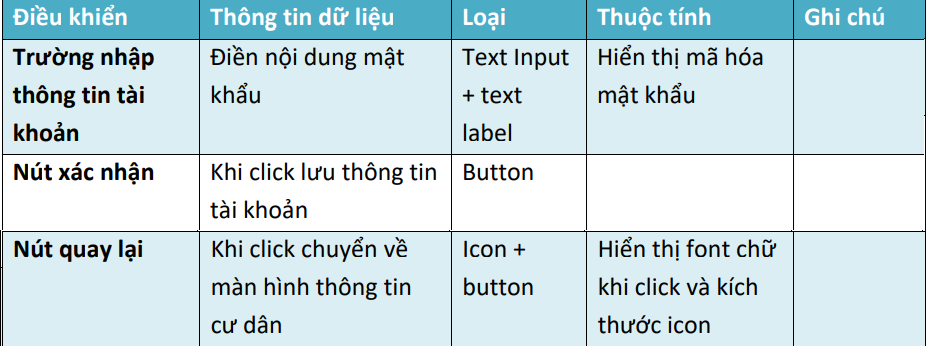 Điều khiển Thông tin dữ liệu Loại Thuộc tính Ghi chú
Trường nhập thông tin tài khoản
Điền nội dung mật khẩu
Text Input + text label
Hiển thị mã hóa mật khẩu
Nút xác nhận
Khi click lưu thông tin tài khoản
Button
Nút quay lại
Khi click chuyển về màn hình thông tin cư dân
Icon + button
Hiển thị font chữ khi click và kích thước icon